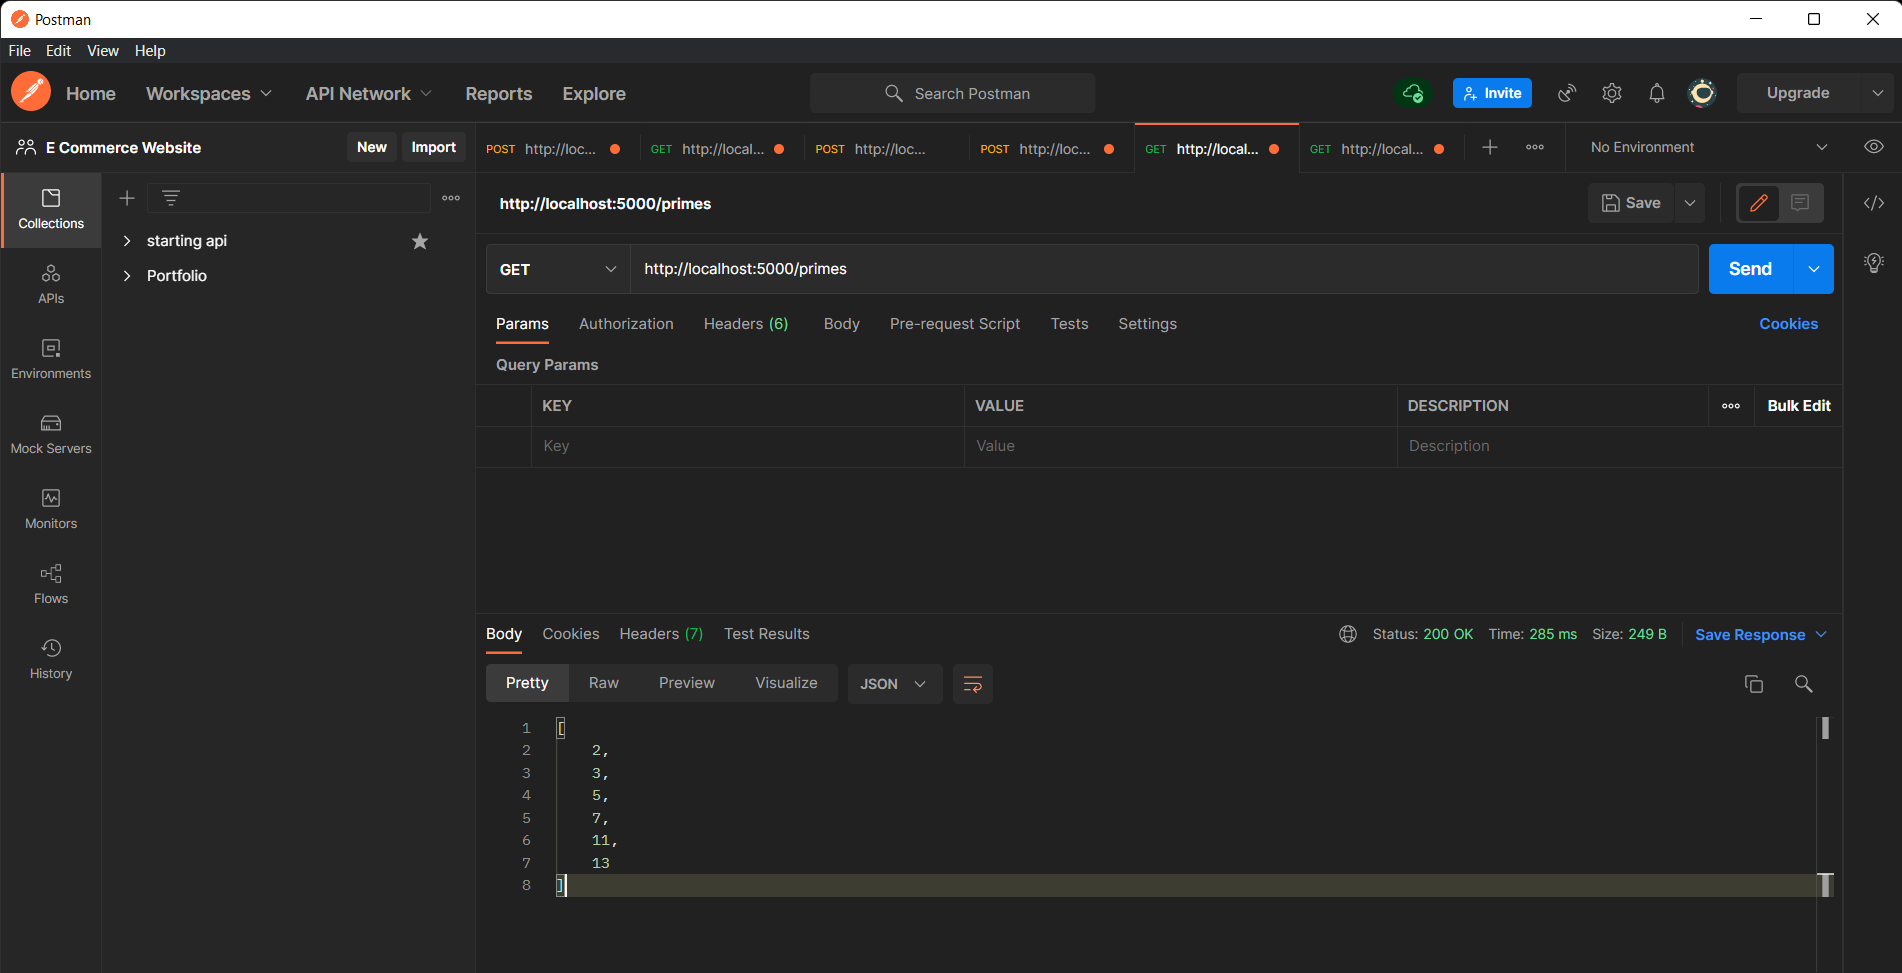 Postman
File Edit View Help
Home Workspaces API Network Reports Explore Search Postman Invite Upgrade
E Commerce Website New Import POST http://loc... GET http://local... POST http://loc... POST http://loc... GET http://local... GET http://local... No Environment
Collections
APIs
Environments
Mock Servers
Monitors
Flows
History
starting api
Portfolio
http://localhost:5000/primes Save
GET http://localhost:5000/primes Send
Params Authorization Headers (6) Body Pre-request Script Tests Settings Cookies
Query Params
KEY VALUE DESCRIPTION Bulk Edit
Key Value Description
Body Cookies Headers (7) Test Results Status: 200 OK Time: 285 ms Size: 249 B Save Response
Pretty Raw Preview Visualize JSON
1 [
2 2,
3 3,
4 5,
5 7,
6 11,
7 13
8 ]